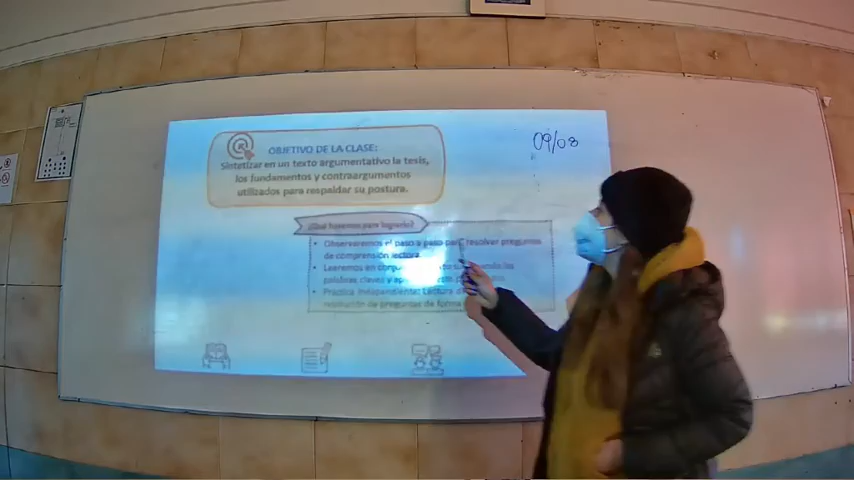 09/08
OBJETIVO DE LA CLASE:
Sintetizar en un texto argumentativo la tesis,
los fundamentos y contraargumentos
utilizados para respaldar su postura.
¿Qué haremos para lograrlo?
• Observaremos el paso a paso para resolver preguntas
de comprensión lectora.
• Leeremos en
palabras claves y
• Práctica independiente: Lectura
resolución de preguntas de forma